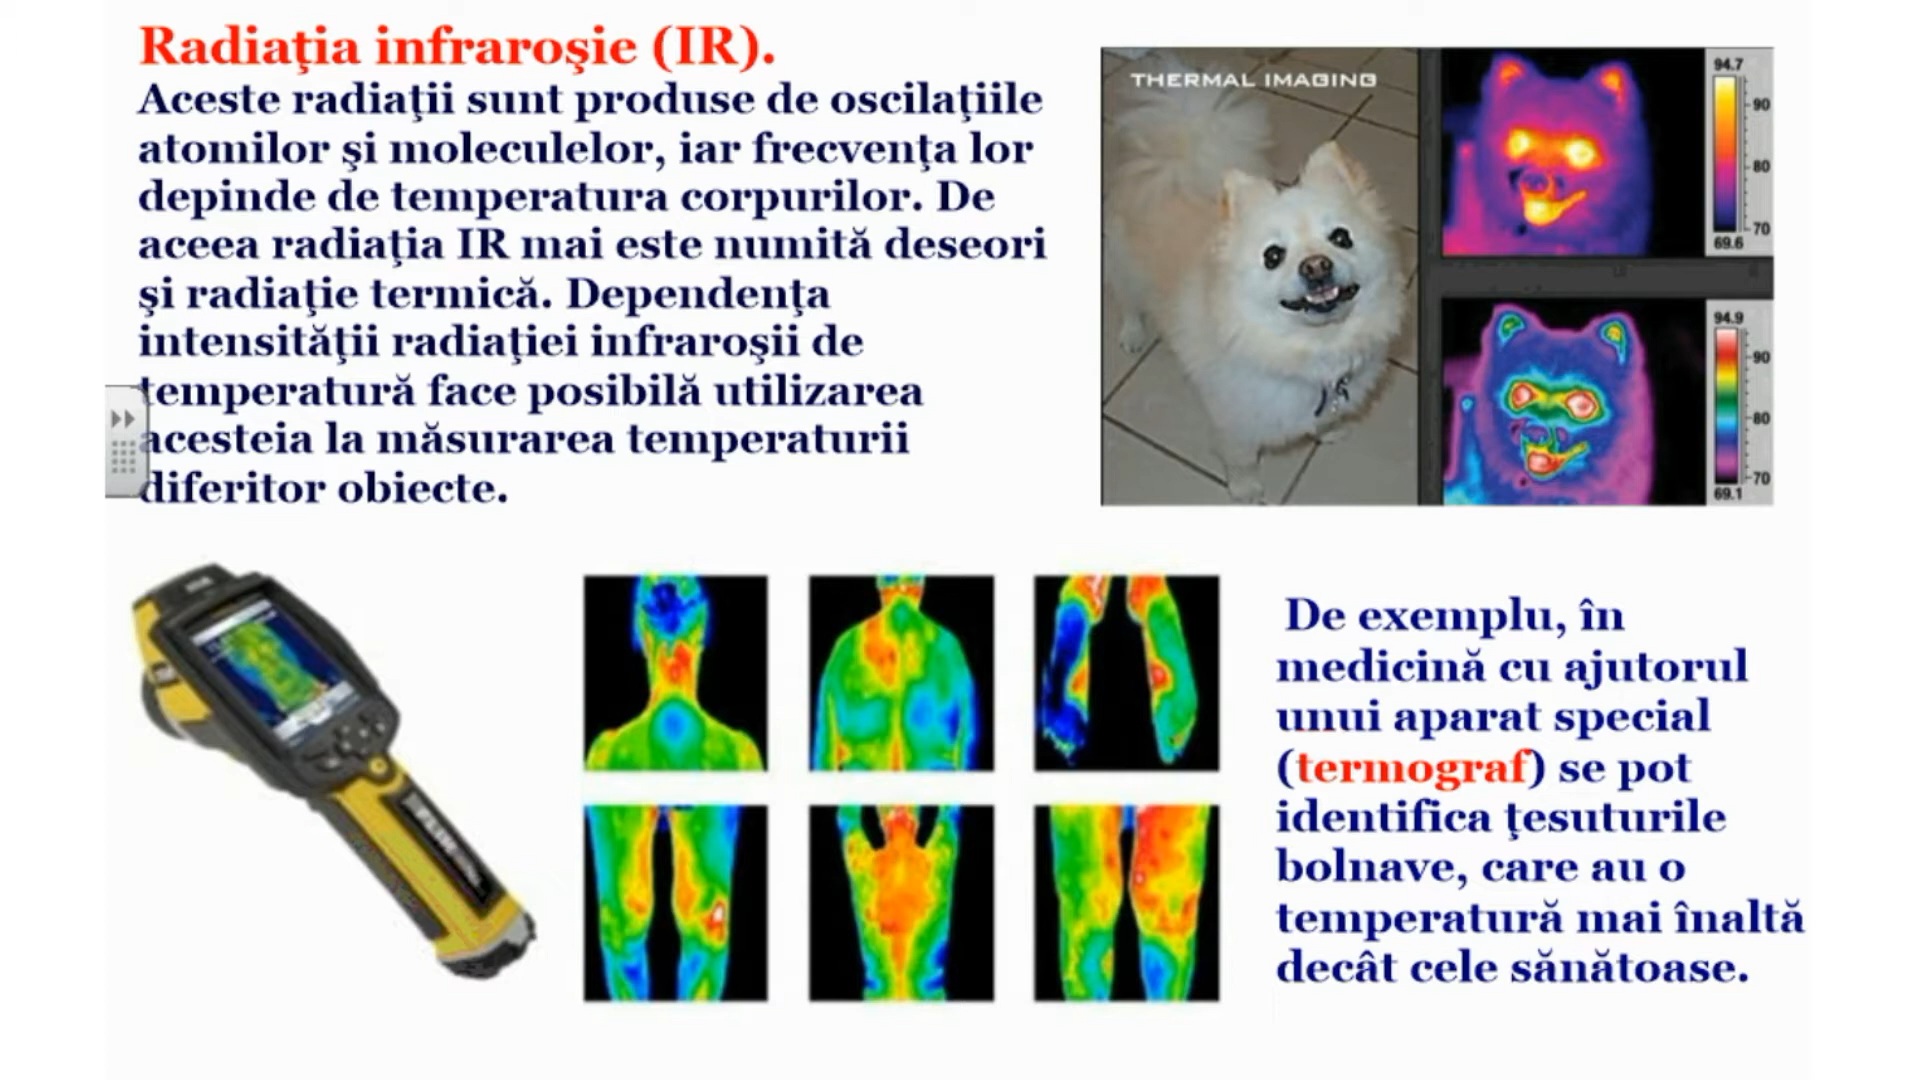 Radiaţia infraroşie (IR).
Aceste radiaţii sunt produse de oscilaţiile
atomilor şi moleculelor, iar frecvenţa lor
depinde de temperatura corpurilor. De
aceea radiaţia IR mai este numită deseori
şi radiaţie termică. Dependenţa
intensităţii radiaţiei infraroşii de
temperatură face posibilă utilizarea
acesteia la măsurarea temperaturii
diferitor obiecte.
THERMAL IMAGING
94.7
90
80
70
69.6
94.9
90
80
70
69.1
De exemplu, în
medicină cu ajutorul
unui aparat special
(termograf) se pot
identifica ţesuturile
bolnave, care au o
temperatură mai înaltă
decât cele sănătoase.